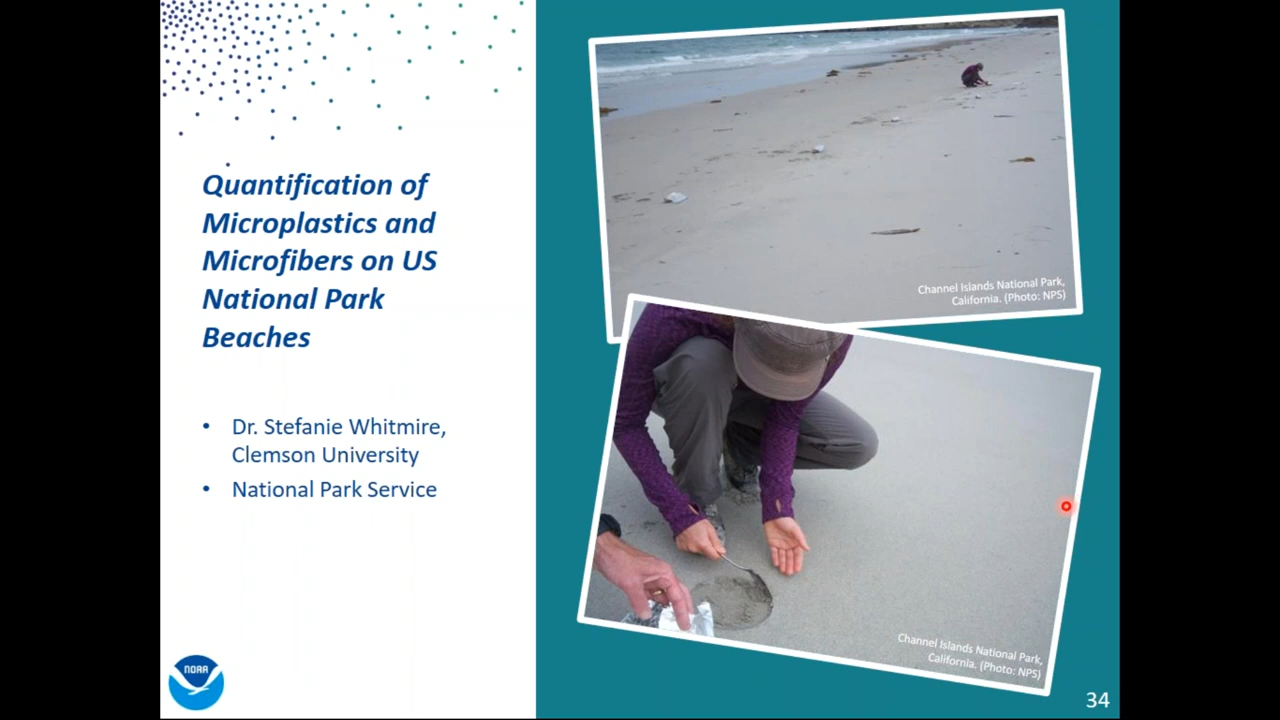 Quantification of
Microplastics and
Microfibers on US
National Park
Beaches
• Dr. Stefanie Whitmire,
Clemson University
• National Park Service
NOAA
Channel Islands National Park,
California. (Photo: NPS)
Channel Islands National Park,
California. (Photo: NPS)
34